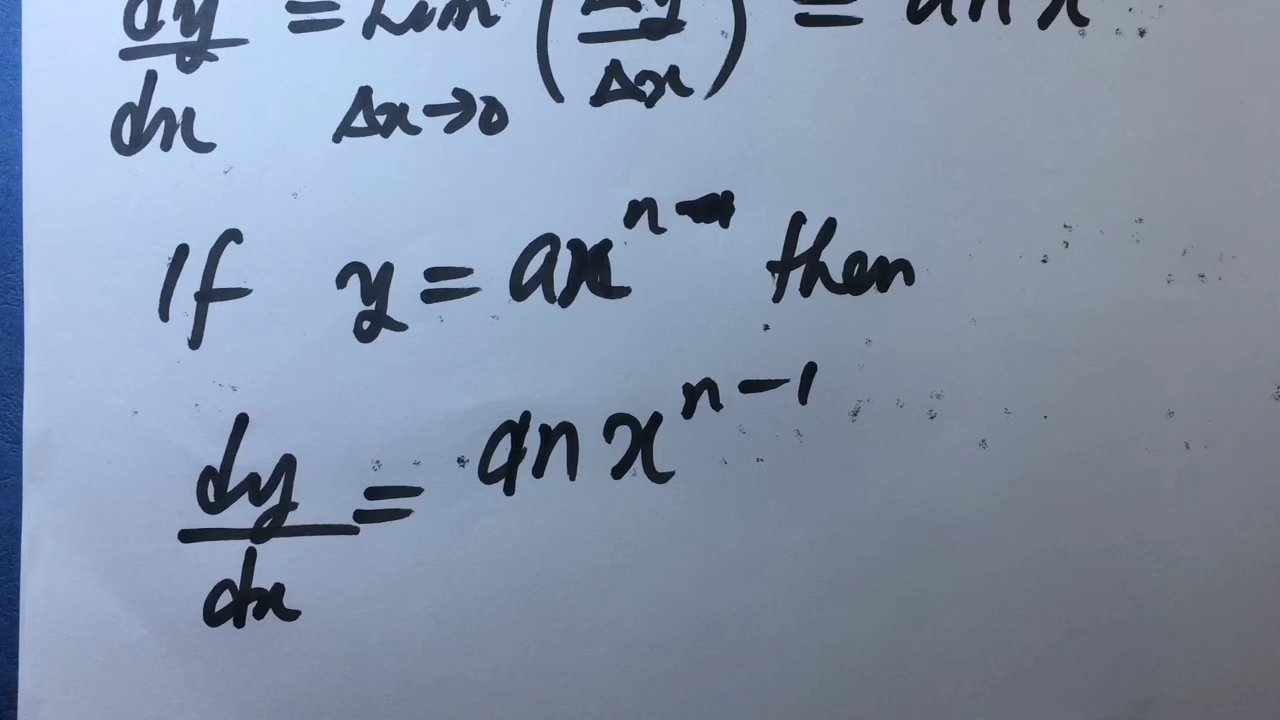 dy/dx = Lim Δx→0 (Δy/Δx) = anx
If y = ax^n then
dy/dx = anx^(n-1)